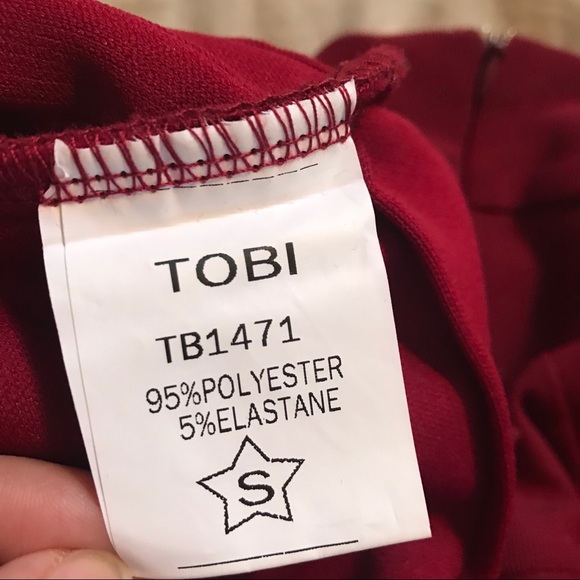 TOBI
TB1471
95%POLYESTER
5%ELASTANE
S